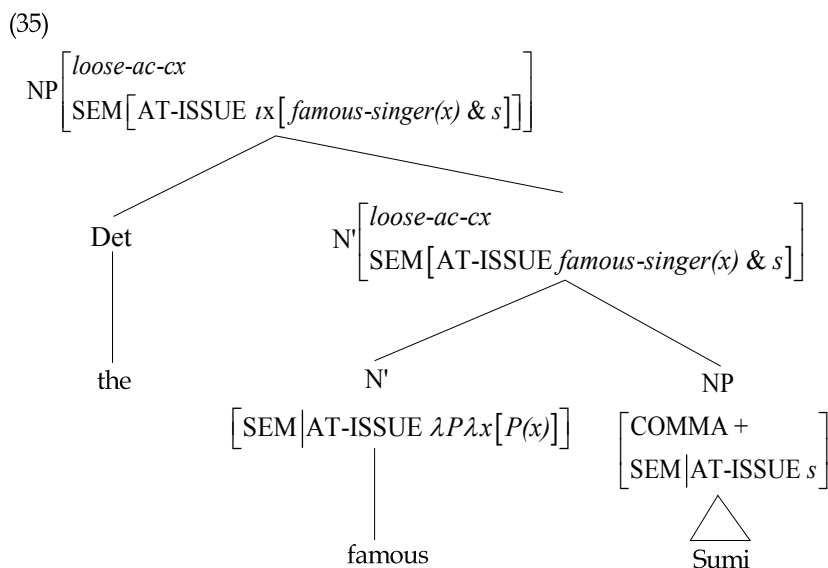 (35)
NP[loose-ac-cx
SEM[AT-ISSUE ιx[famous-singer(x) & s]]]
Det N'[loose-ac-cx
SEM[AT-ISSUE famous-singer(x) & s]]
the N' NP
[SEM|AT-ISSUE λPλx[P(x)]] [COMMA +
SEM|AT-ISSUE s]
famous Sumi